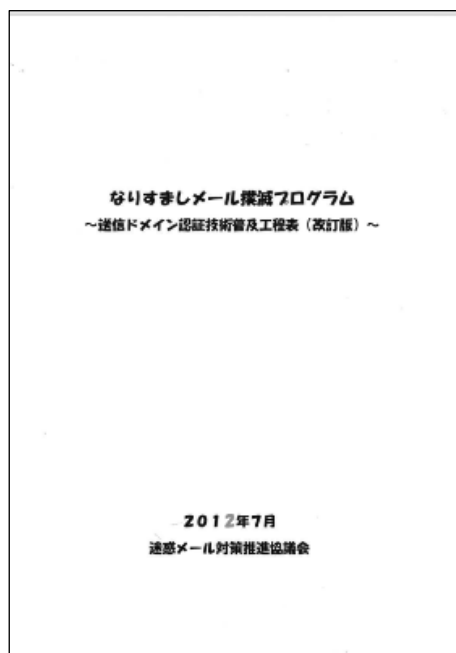 なりすましメール撲滅プログラム
～送信ドメイン認証技術普及工程表（改訂版）～
2012年7月
迷惑メール対策推進協議会